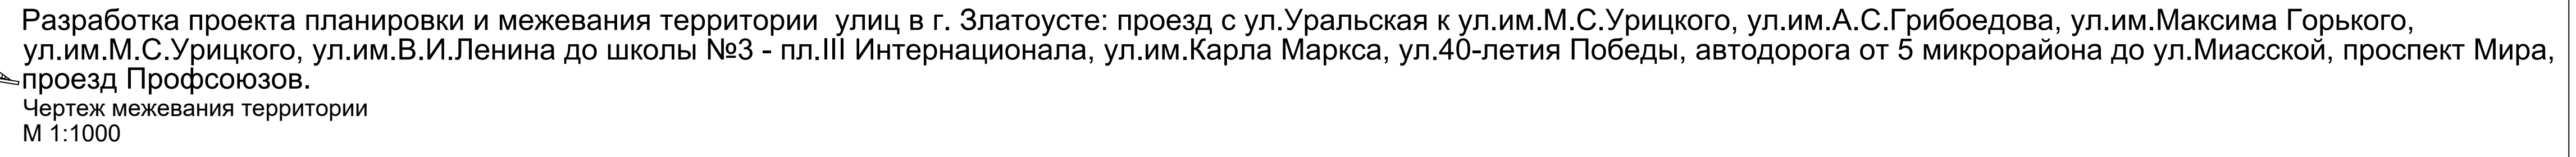 Разработка проекта планировки и межевания территории  улиц в г. Златоусте: проезд с ул.Уральская к ул.им.М.С.Урицкого, ул.им.А.С.Грибоедова, ул.им.Максима Горького,
ул.им.М.С.Урицкого, ул.им.В.И.Ленина до школы №3 - пл.III Интернационала, ул.им.Карла Маркса, ул.40-летия Победы, автодорога от 5 микрорайона до ул.Миасской, проспект Мира,
проезд Профсоюзов.
Чертеж межевания территории
М 1:1000